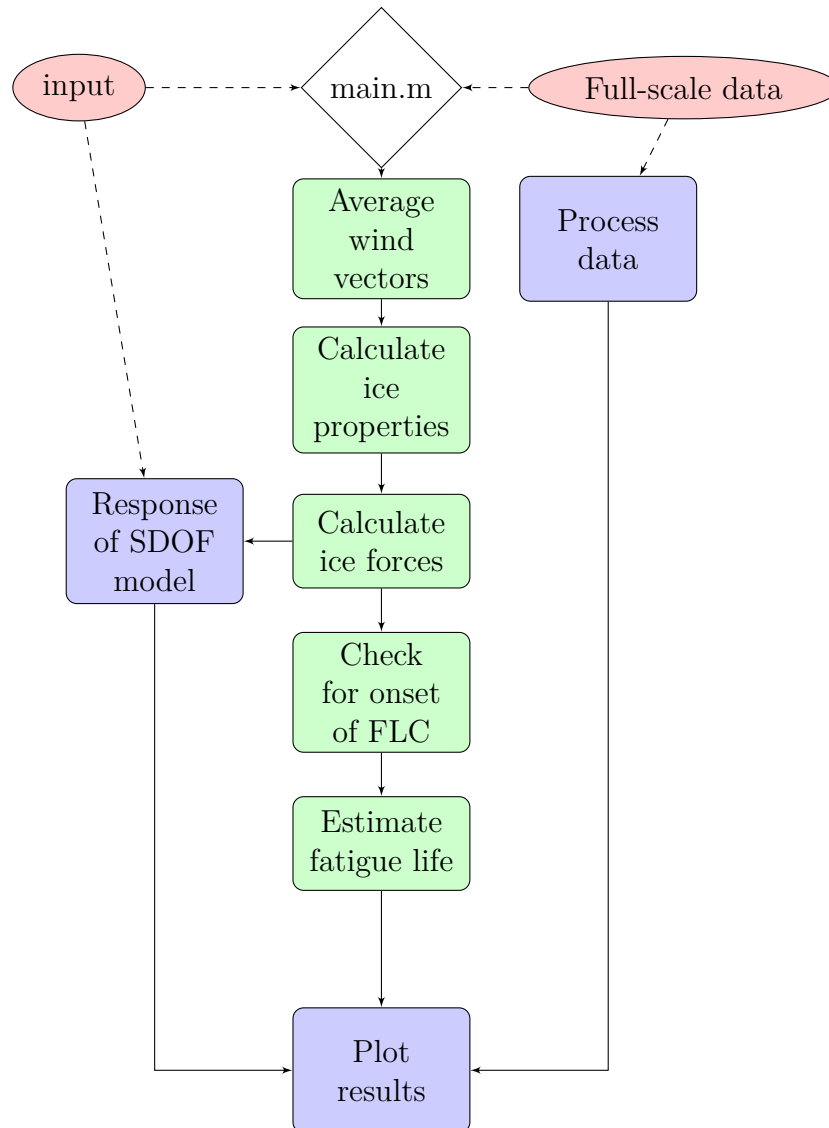 input
main.m
Full-scale data
Average
wind
vectors
Process
data
Calculate
ice
properties
Response
of SDOF
model
Calculate
ice forces
Check
for onset
of FLC
Estimate
fatigue life
Plot
results